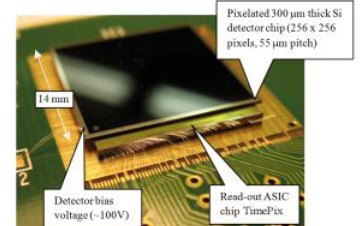 Pixelated 300 μm thick Si
detector chip (256 x 256
pixels, 55 μm pitch)
14 mm
2
Detector bias
voltage (~100V)
Read-out ASIC
chip TimePix